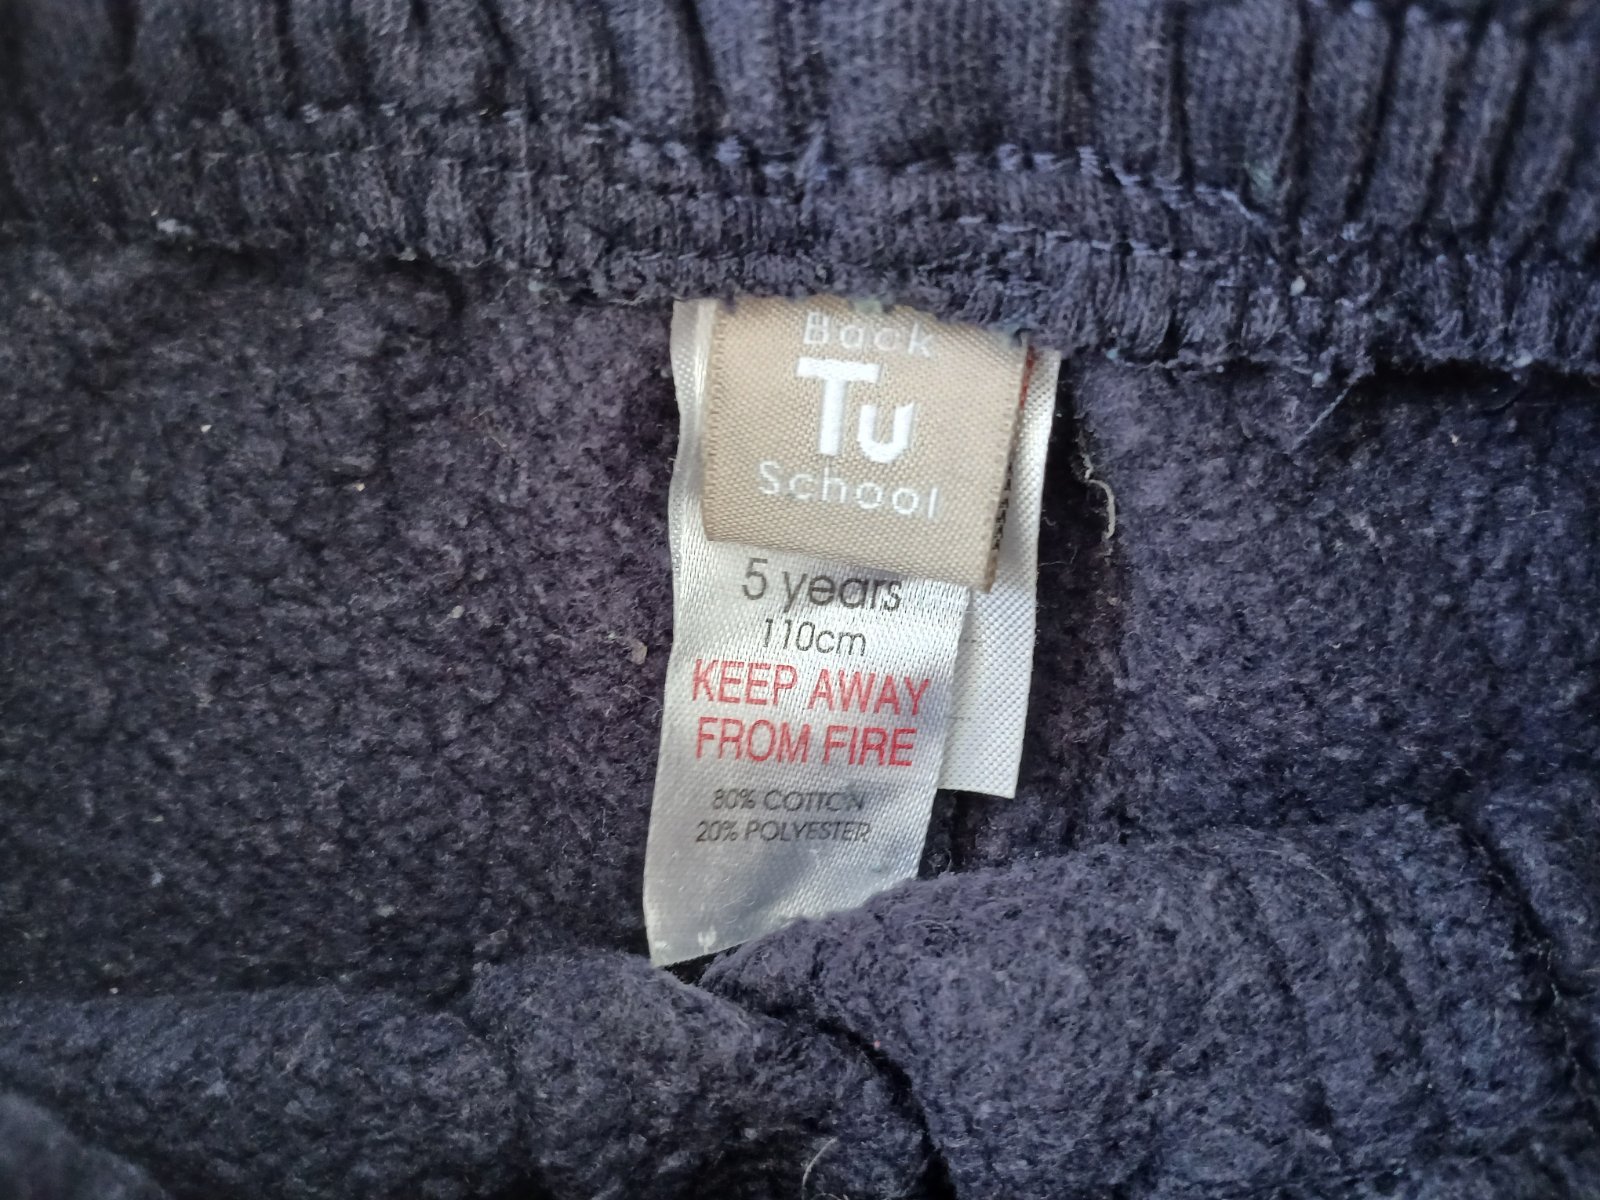 Back
Tu
School
5 years
110cm
KEEP AWAY
FROM FIRE
80% COTTON
20% POLYESTER